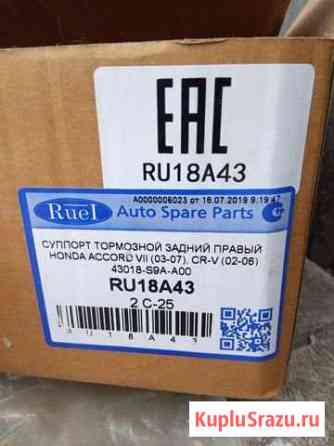 EAC
RU18A43
A0000006023 от 16.07.2019 9:19:47
Ruei Auto Spare Parts
СУППОРТ ТОРМОЗНОЙ ЗАДНИЙ ПРАВЫЙ
HONDA ACCORD VII (03-07), CR-V (02-06)
43018-S9A-A00
RU18A43
2 C-25
RU18A43
KupluSrazu.ru